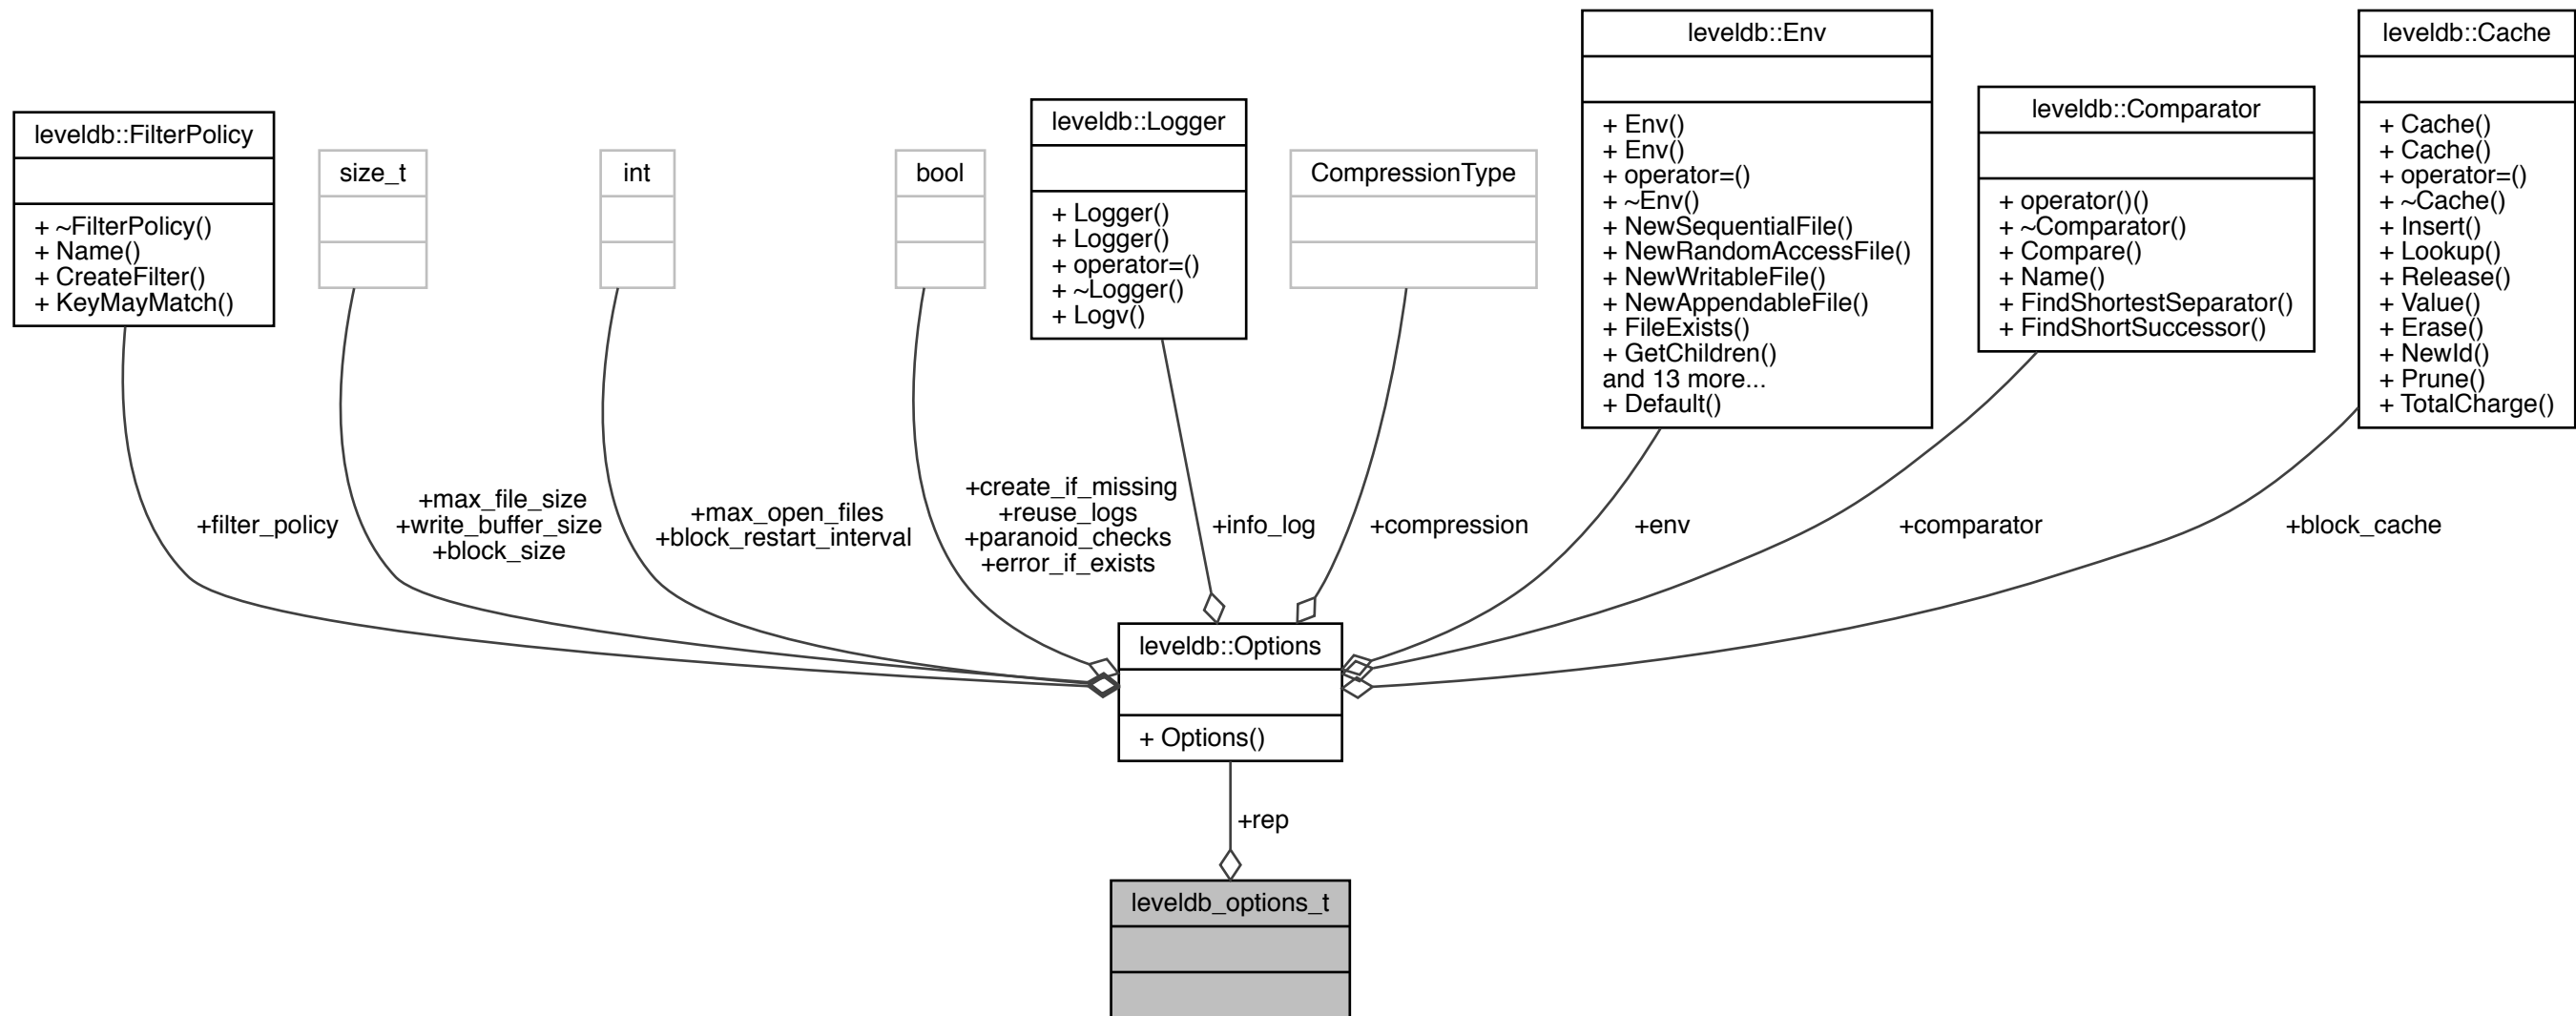 leveldb::FilterPolicy
+ ~FilterPolicy()
+ Name()
+ CreateFilter()
+ KeyMayMatch()
size_t
int
bool
leveldb::Logger
+ Logger()
+ Logger()
+ operator=()
+ ~Logger()
+ Logv()
CompressionType
leveldb::Env
+ Env()
+ Env()
+ operator=()
+ ~Env()
+ NewSequentialFile()
+ NewRandomAccessFile()
+ NewWritableFile()
+ NewAppendableFile()
+ FileExists()
+ GetChildren()
and 13 more...
+ Default()
leveldb::Comparator
+ operator()()
+ ~Comparator()
+ Compare()
+ Name()
+ FindShortestSeparator()
+ FindShortSuccessor()
leveldb::Cache
+ Cache()
+ Cache()
+ operator=()
+ ~Cache()
+ Insert()
+ Lookup()
+ Release()
+ Value()
+ Erase()
+ NewId()
+ Prune()
+ TotalCharge()
+filter_policy
+max_file_size
+write_buffer_size
+block_size
+max_open_files
+block_restart_interval
+create_if_missing
+reuse_logs
+paranoid_checks
+error_if_exists
+info_log
+compression
+env
+comparator
+block_cache
leveldb::Options
+ Options()
+rep
leveldb_options_t